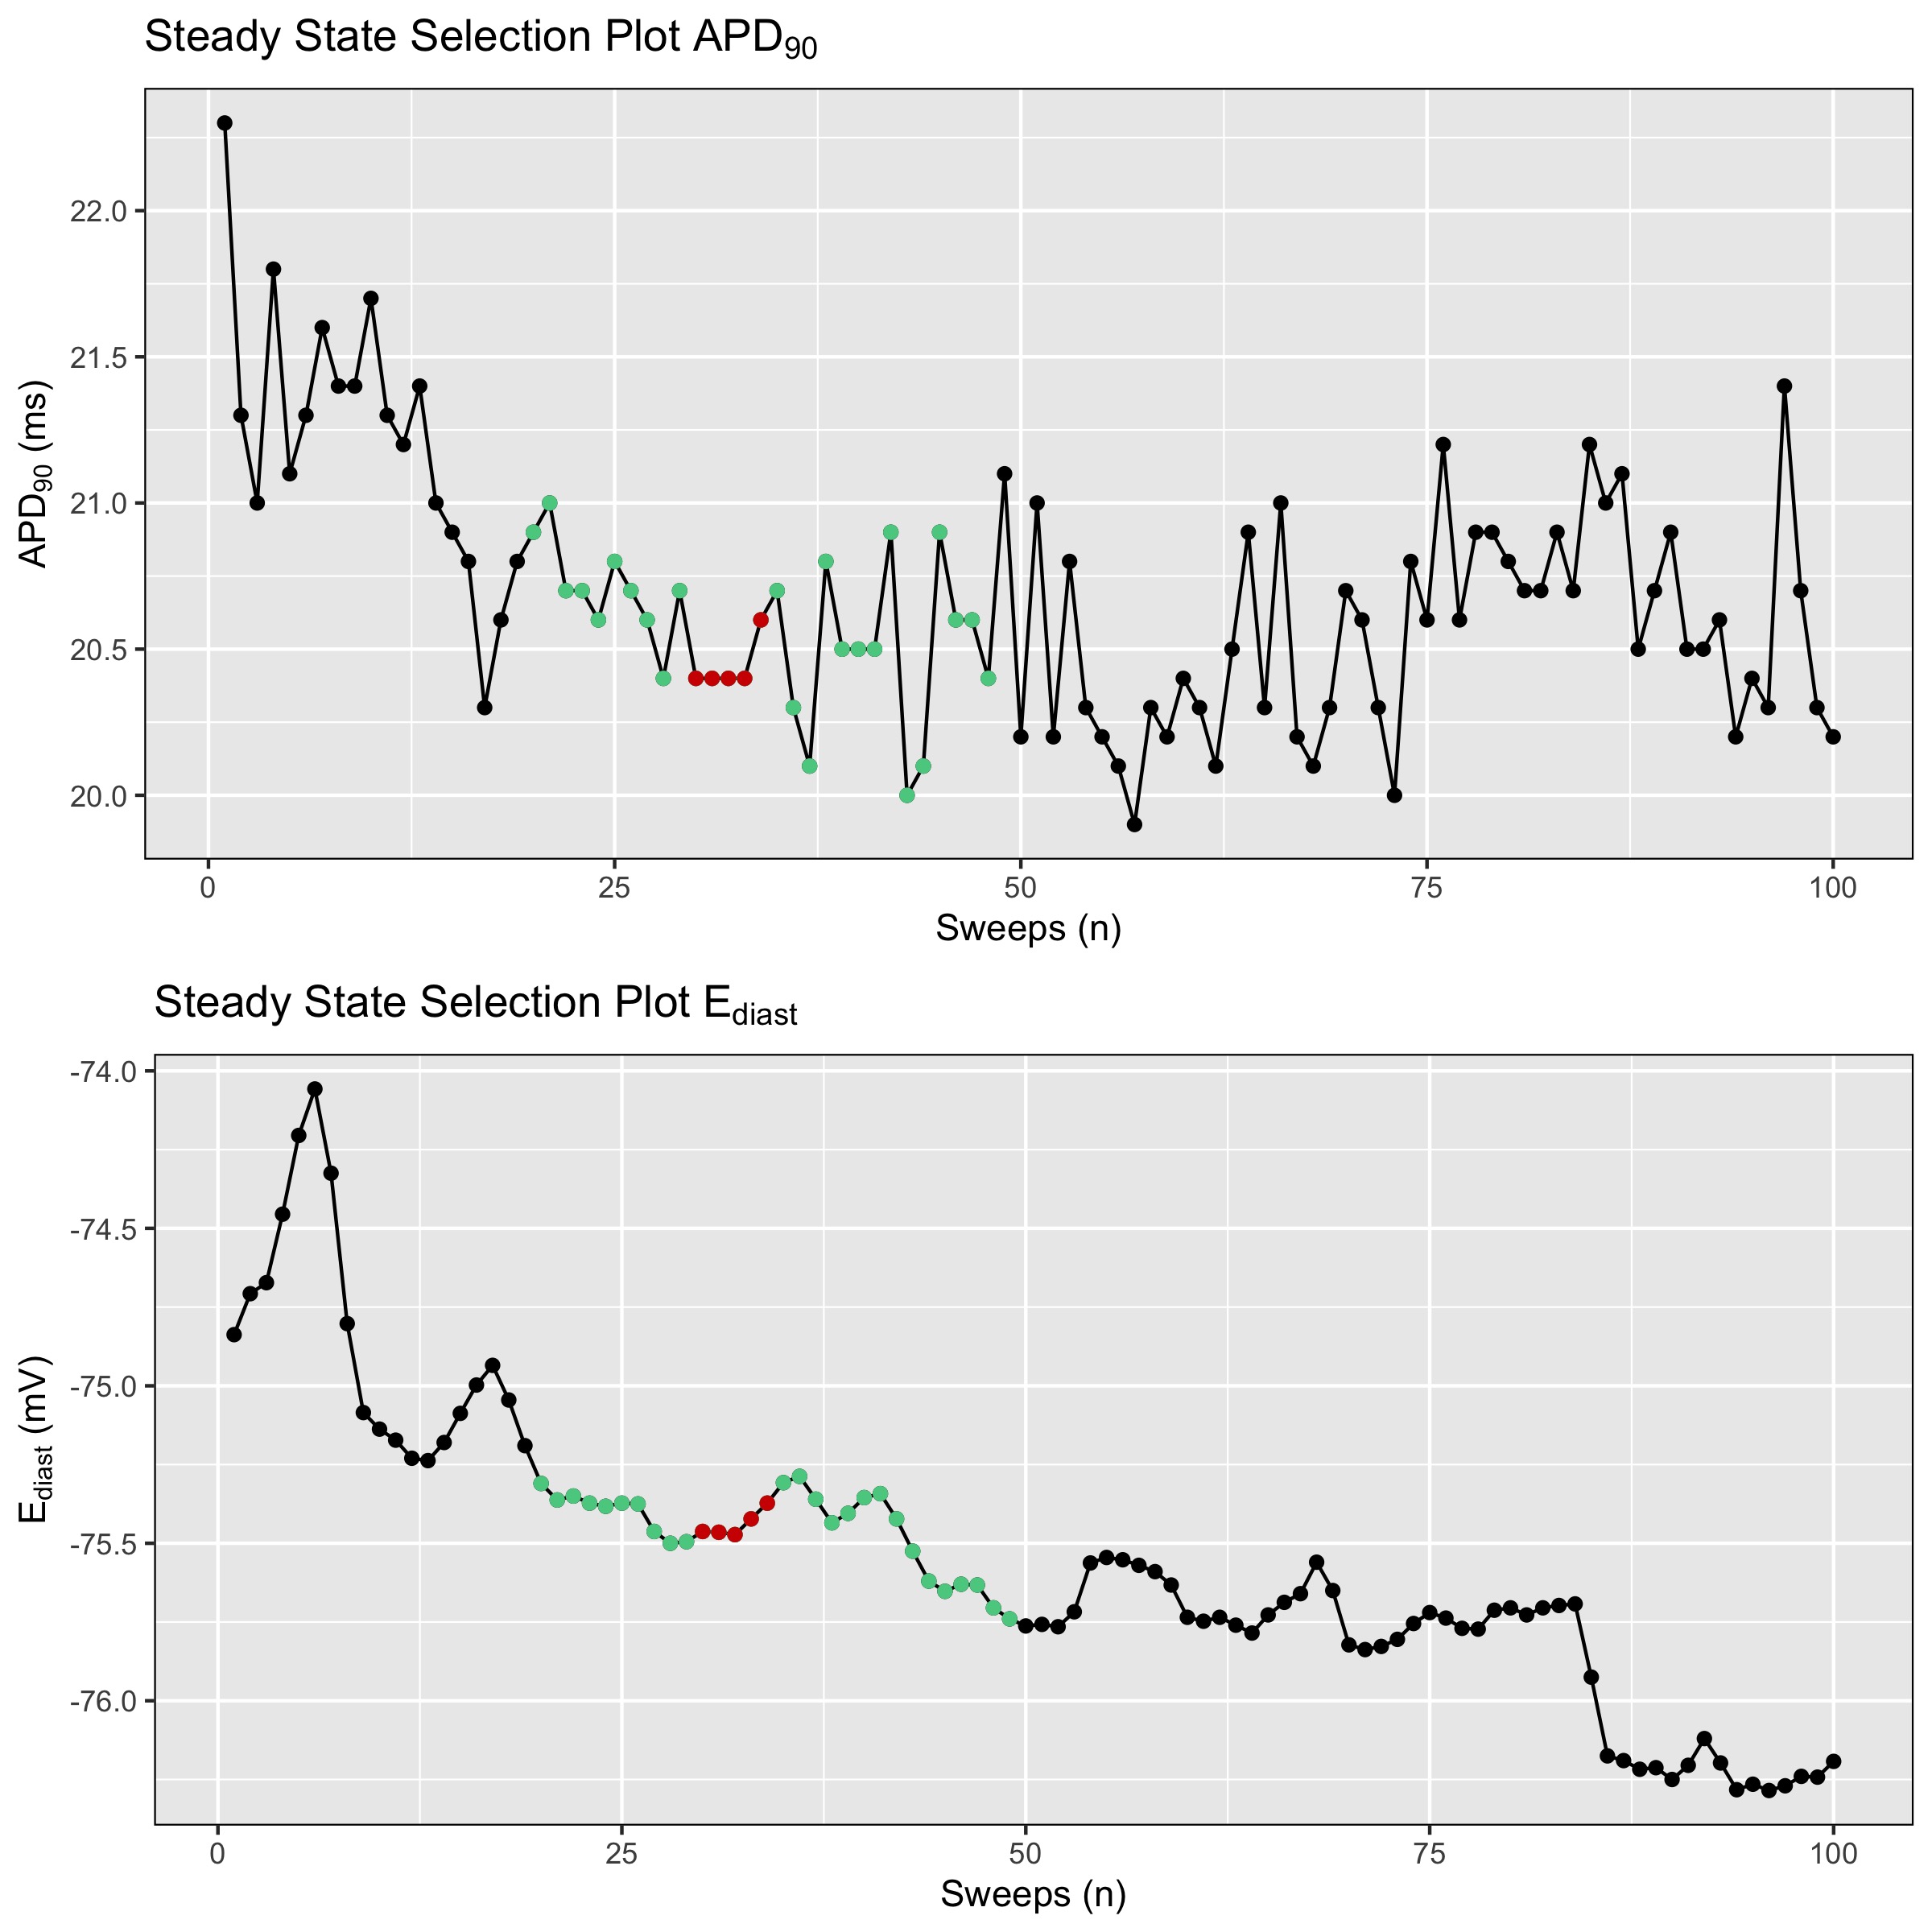 Steady State Selection Plot APD90
22.0
21.5
21.0
20.5
20.0
APD90 (ms)
0 25 50 75 100
Sweeps (n)
Steady State Selection Plot Ediast
-74.0
-74.5
-75.0
-75.5
-76.0
Ediast (mV)
0 25 50 75 100
Sweeps (n)